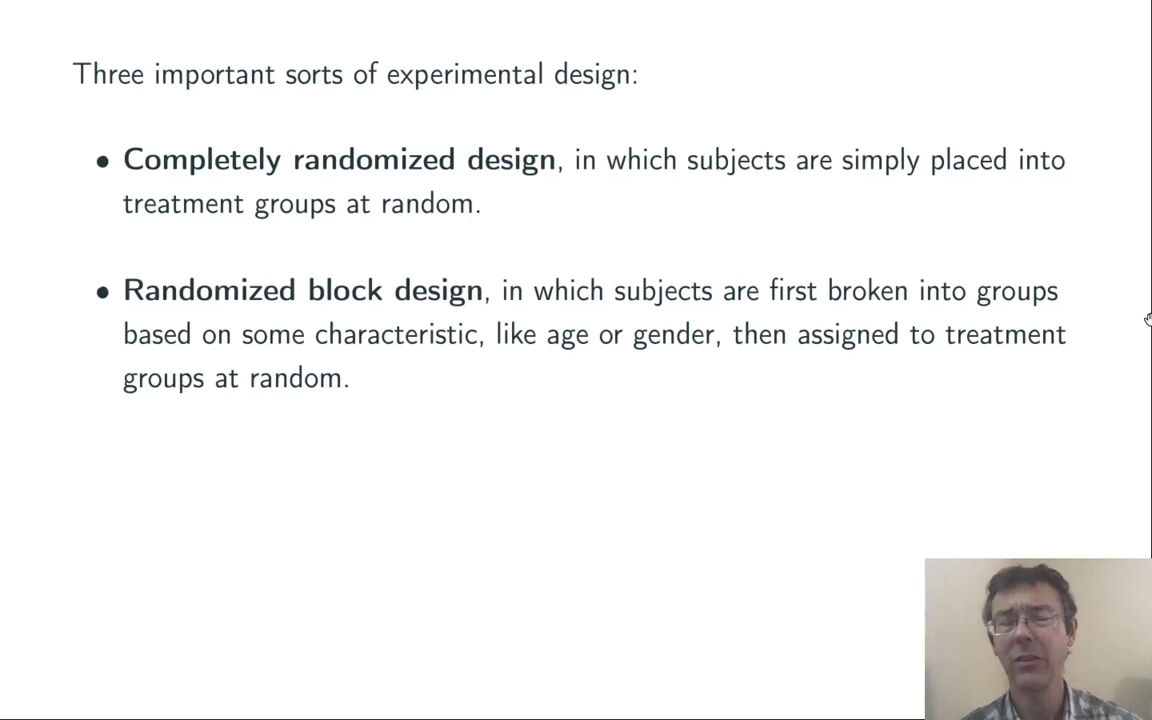 Three important sorts of experimental design:
• Completely randomized design, in which subjects are simply placed into
treatment groups at random.
• Randomized block design, in which subjects are first broken into groups
based on some characteristic, like age or gender, then assigned to treatment
groups at random.